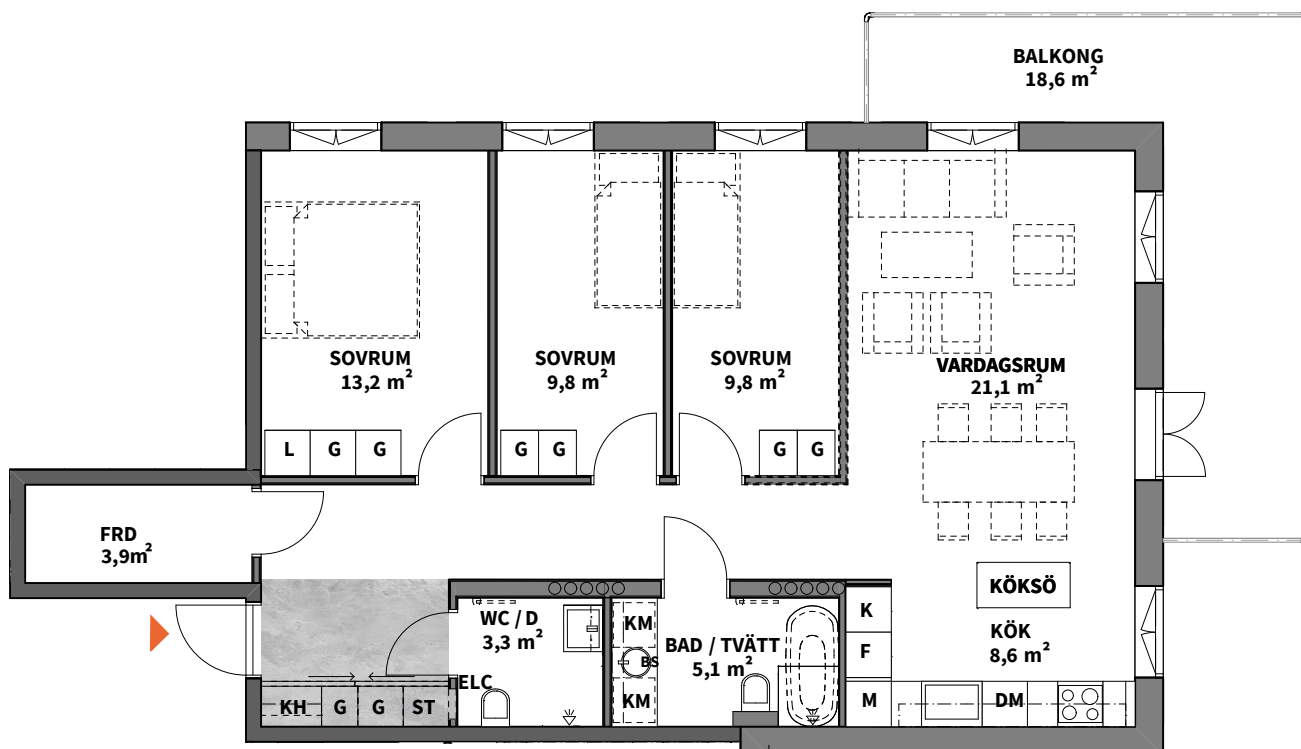 BALKONG
18,6 m²
SOVRUM
13,2 m²
SOVRUM
9,8 m²
SOVRUM
9,8 m²
VARDAGSRUM
21,1 m²
L G G
G G
G G
FRD
3,9m²
KÖKSÖ
KÖK
8,6 m²
WC / D
3,3 m²
KM
BS
KM
BAD / TVÄTT
5,1 m²
K
F
M
DM
ELC
KH G G ST